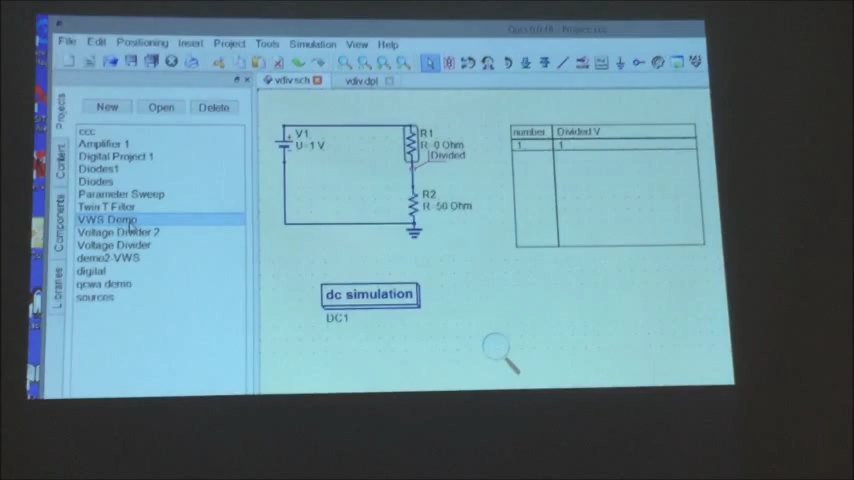 File Edit Positioning Insert Project Tools Simulation View Help
vdiv.sch vdiv.dpl
Projects
Content
Components
Libraries
New Open Delete
ccc
Amplifier 1
Digital Project 1
Diodes1
Diodes
Parameter Sweep
Twin T Filter
VWS Demo
Voltage Divider 2
Voltage Divider
demo2-VWS
digital
qcwa demo
sources
V1
U=1 V
R1
R=0 Ohm
Divided
R2
R=50 Ohm
number Divided V
1 1
dc simulation
DC1